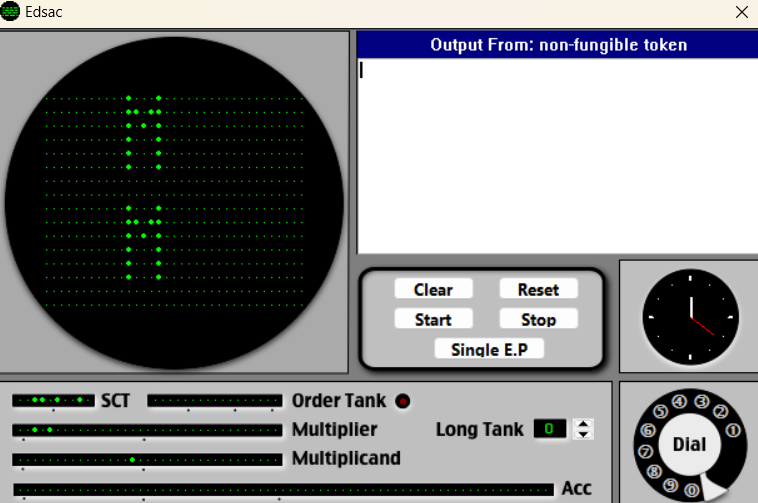 Edsac
Output From: non-fungible token
M
M
Clear
Reset
Start
Stop
Single E.P
SCT
Order Tank
Multiplier
Long Tank
0
Multiplicand
Acc
Dial
1
2
3
4
5
6
7
8
9
0